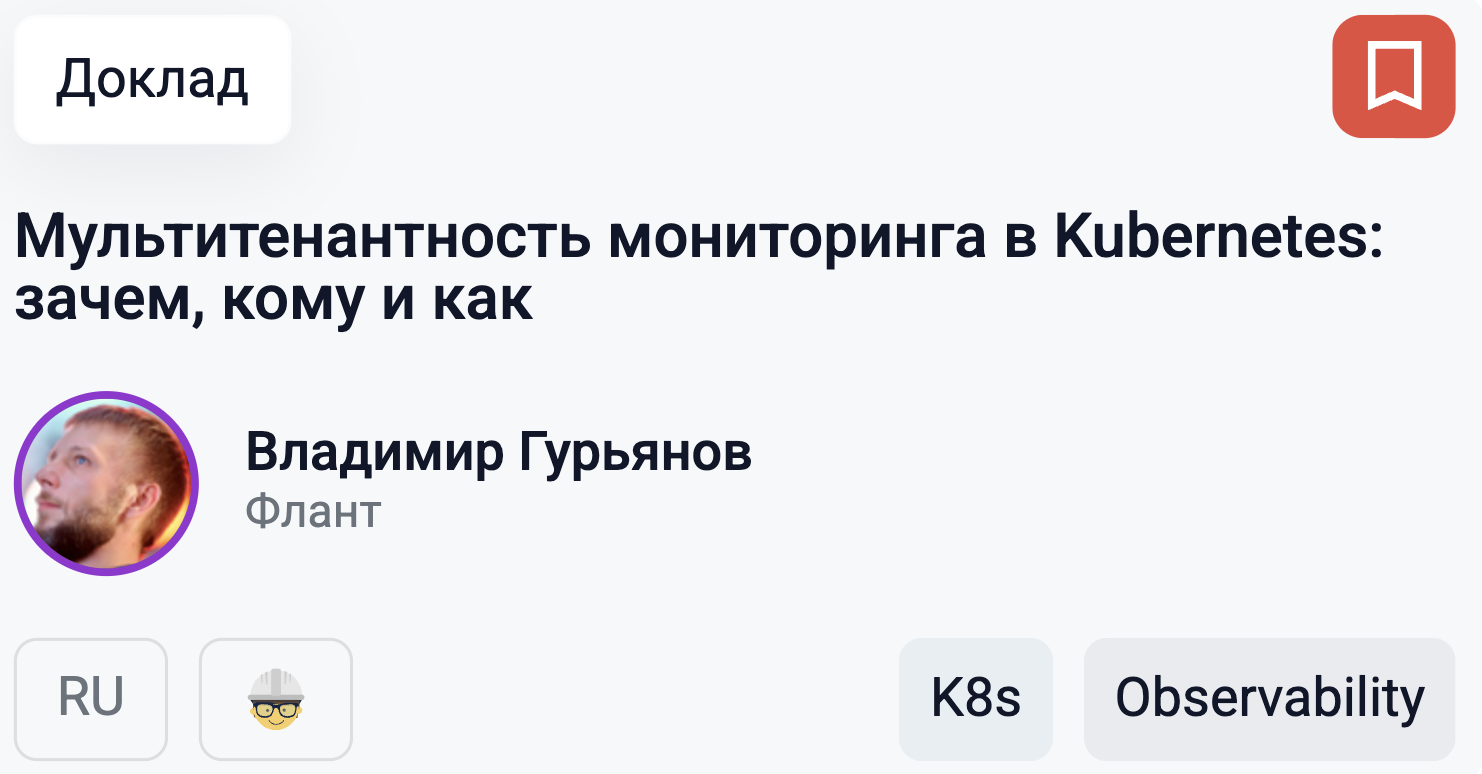 Доклад
Мультитенантность мониторинга в Kubernetes:
зачем, кому и как
Владимир Гурьянов
Флант
RU
K8s
Observability